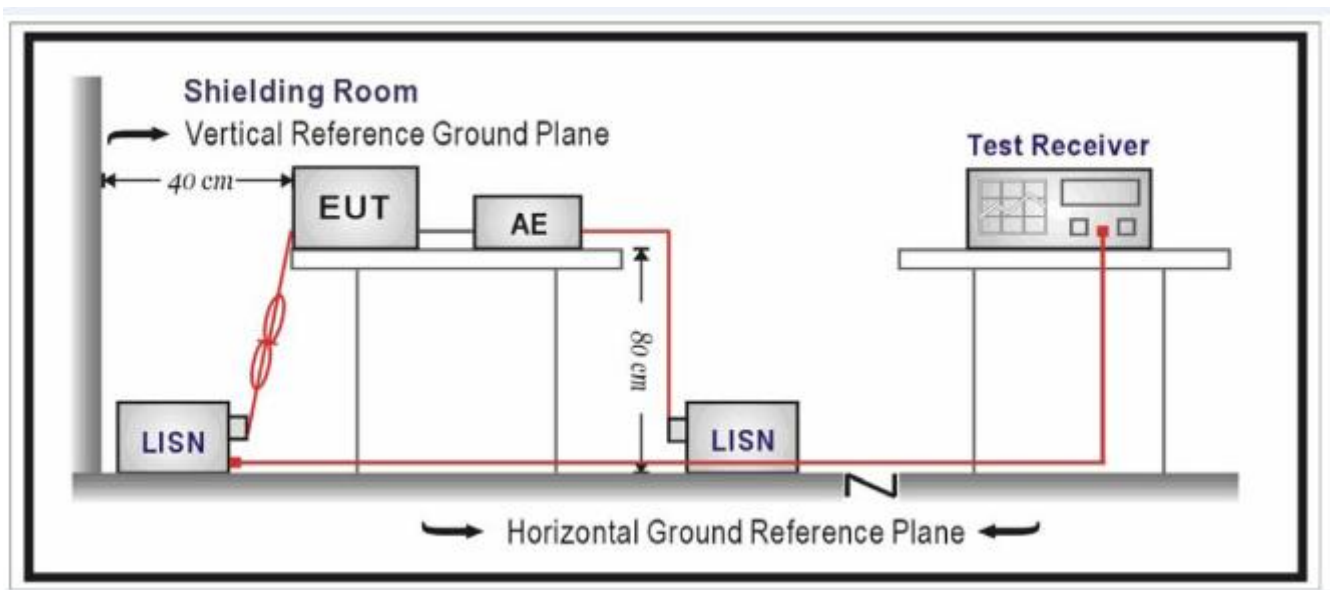 Shielding Room
Vertical Reference Ground Plane
Test Receiver
40 cm
EUT
AE
80 cm
LISN
LISN
Horizontal Ground Reference Plane